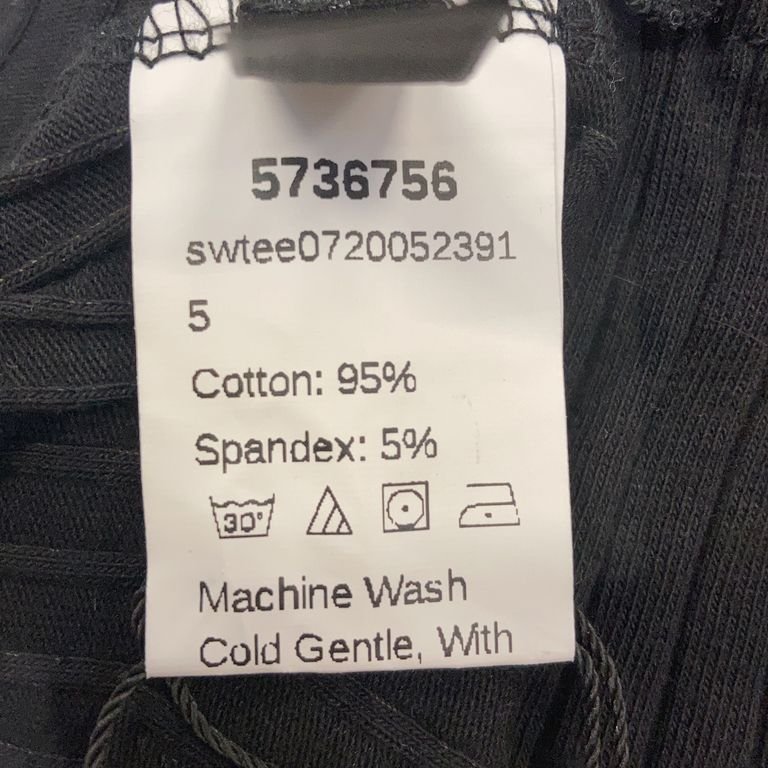 5736756
swtee0720052391
5
Cotton: 95%
Spandex: 5%
30°
Machine Wash
Cold Gentle, With